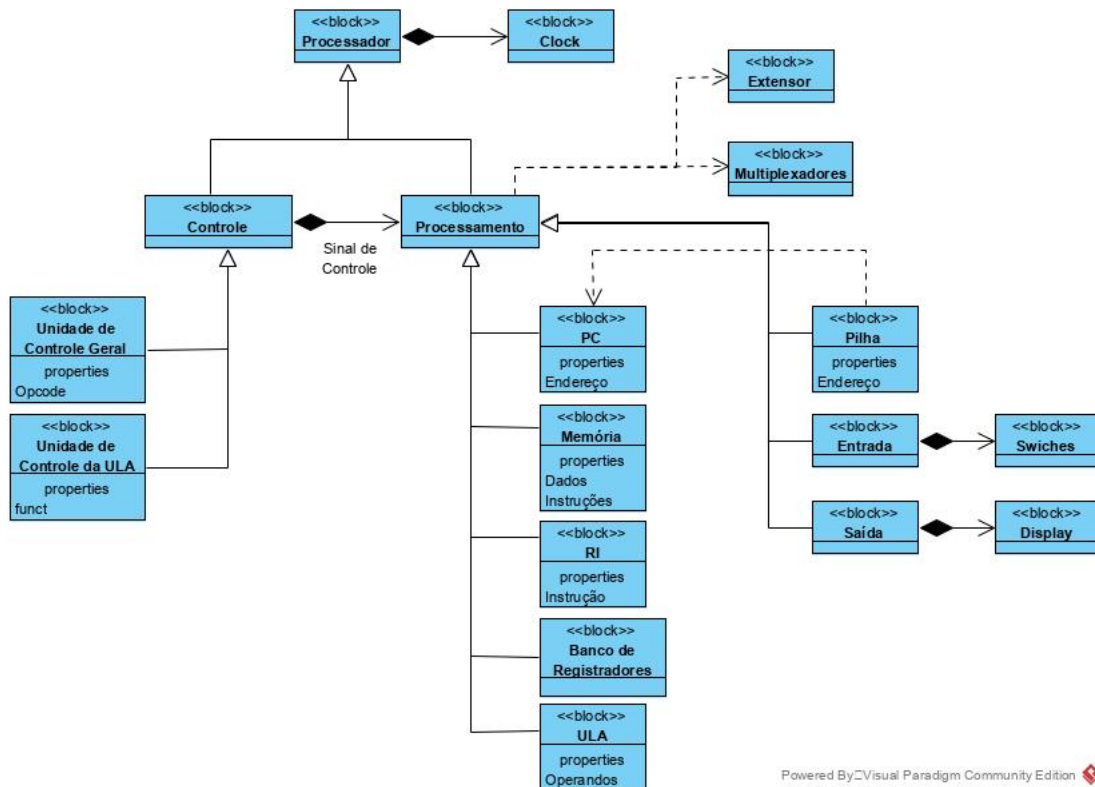 <<block>>
Processador
<<block>>
Clock
<<block>>
Extensor
<<block>>
Multiplexadores
<<block>>
Controle
Sinal de
Controle
<<block>>
Processamento
<<block>>
Unidade de
Controle Geral
properties
Opcode
<<block>>
Unidade de
Controle da ULA
properties
funct
<<block>>
PC
properties
Endereço
<<block>>
Memória
properties
Dados
Instruções
<<block>>
RI
properties
Instrução
<<block>>
Banco de
Registradores
<<block>>
ULA
properties
Operandos
<<block>>
Pilha
properties
Endereço
<<block>>
Entrada
<<block>>
Swiches
<<block>>
Saída
<<block>>
Display
Powered By Visual Paradigm Community Edition